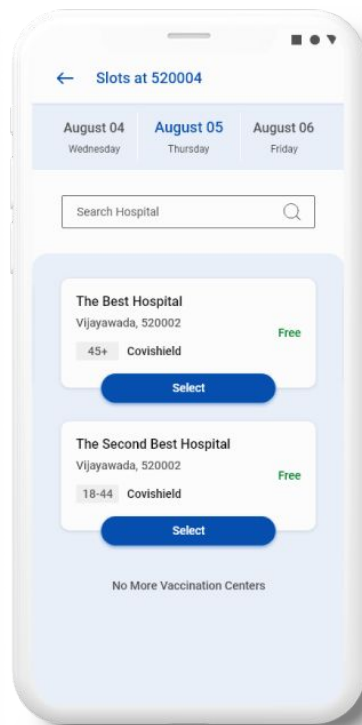 Slots at 520004
August 04 August 05 August 06
Wednesday Thursday Friday
Search Hospital
The Best Hospital
Vijayawada, 520002
Free
45+ Covishield
Select
The Second Best Hospital
Vijayawada, 520002
Free
18-44 Covishield
Select
No More Vaccination Centers